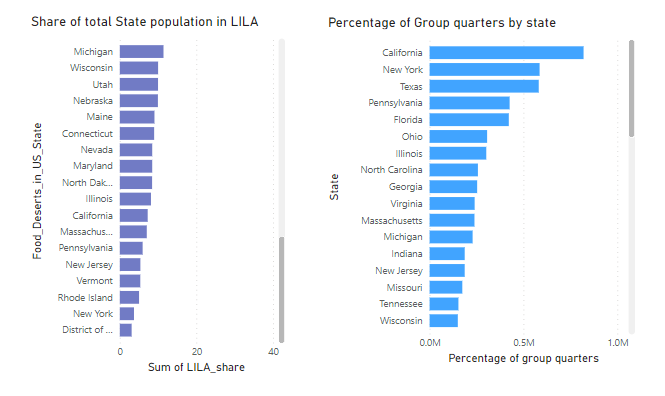 Share of total State population in LILA
Food_Deserts_in_US_State
Michigan
Wisconsin
Utah
Nebraska
Maine
Connecticut
Nevada
Maryland
North Dak...
Illinois
California
Massachus...
Pennsylvania
New Jersey
Vermont
Rhode Island
New York
District of ...
0 20 40
Sum of LILA_share
Percentage of Group quarters by state
State
California
New York
Texas
Pennsylvania
Florida
Ohio
Illinois
North Carolina
Georgia
Virginia
Massachusetts
Michigan
Indiana
New Jersey
Missouri
Tennessee
Wisconsin
0.0M 0.5M 1.0M
Percentage of group quarters